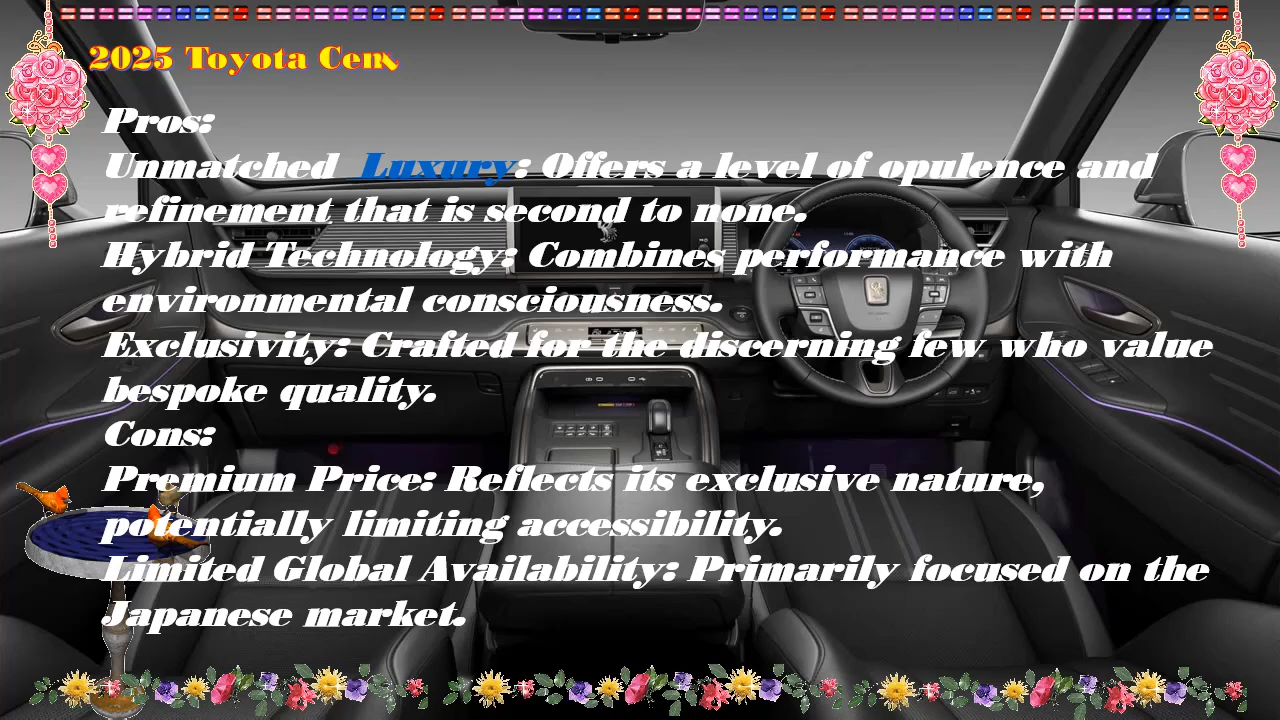 2025 Toyota Cen
Pros:
Unmatched Luxury: Offers a level of opulence and
refinement that is second to none.
Hybrid Technology: Combines performance with
environmental consciousness.
Exclusivity: Crafted for the discerning few who value
bespoke quality.
Cons:
Premium Price: Reflects its exclusive nature,
potentially limiting accessibility.
Limited Global Availability: Primarily focused on the
Japanese market.